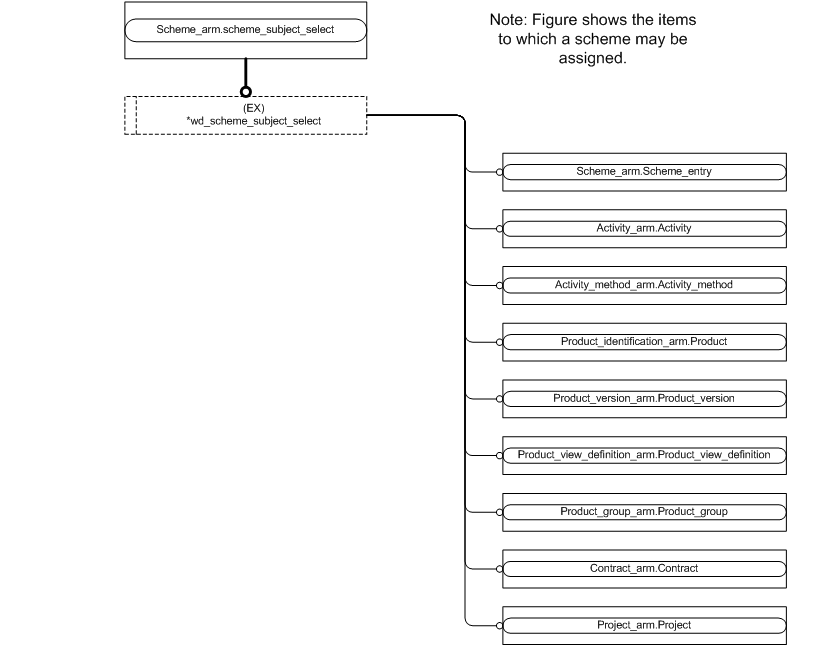 Scheme_arm.scheme_subject_select
Note: Figure shows the items
to which a scheme may be
assigned.
(EX)
*wd_scheme_subject_select
Scheme_arm.Scheme_entry
Activity_arm.Activity
Activity_method_arm.Activity_method
Product_identification_arm.Product
Product_version_arm.Product_version
Product_view_definition_arm.Product_view_definition
Product_group_arm.Product_group
Contract_arm.Contract
Project_arm.Project